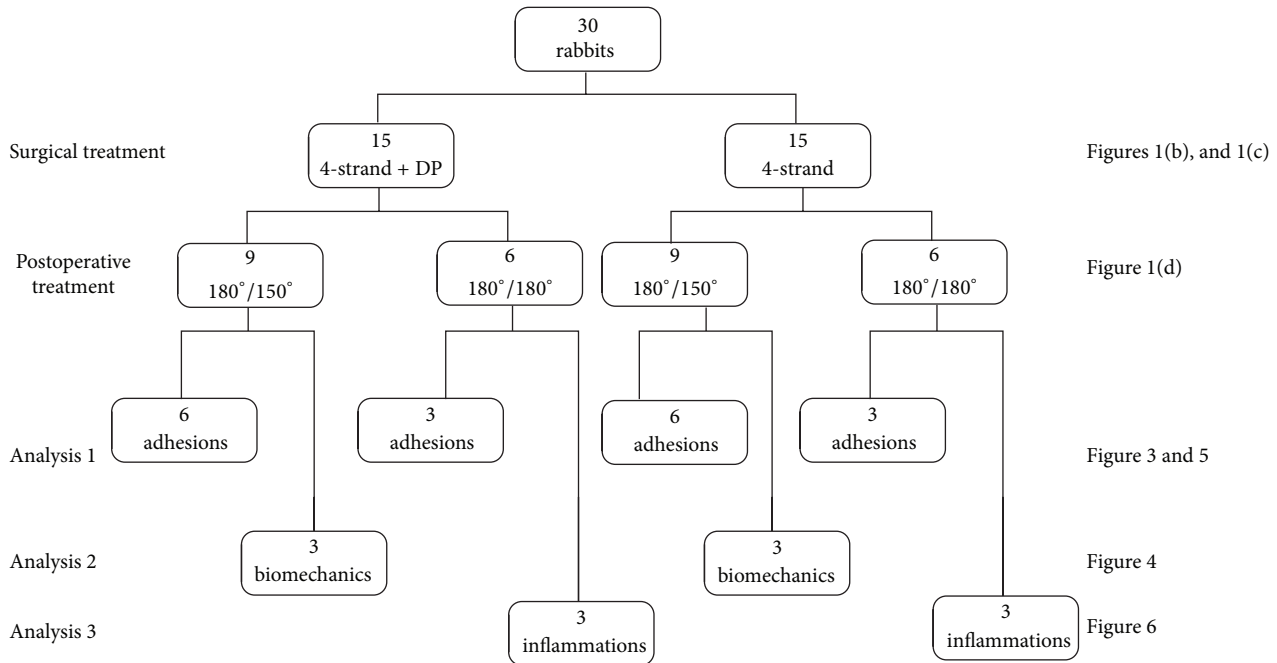 30
rabbits
Surgical treatment
15
4-strand + DP
15
4-strand
Figures 1(b), and 1(c)
Postoperative
treatment
9
180°/150°
6
180°/180°
9
180°/150°
6
180°/180°
Figure 1(d)
Analysis 1
6
adhesions
3
adhesions
6
adhesions
3
adhesions
Figure 3 and 5
Analysis 2
3
biomechanics
3
biomechanics
Figure 4
Analysis 3
3
inflammations
3
inflammations
Figure 6